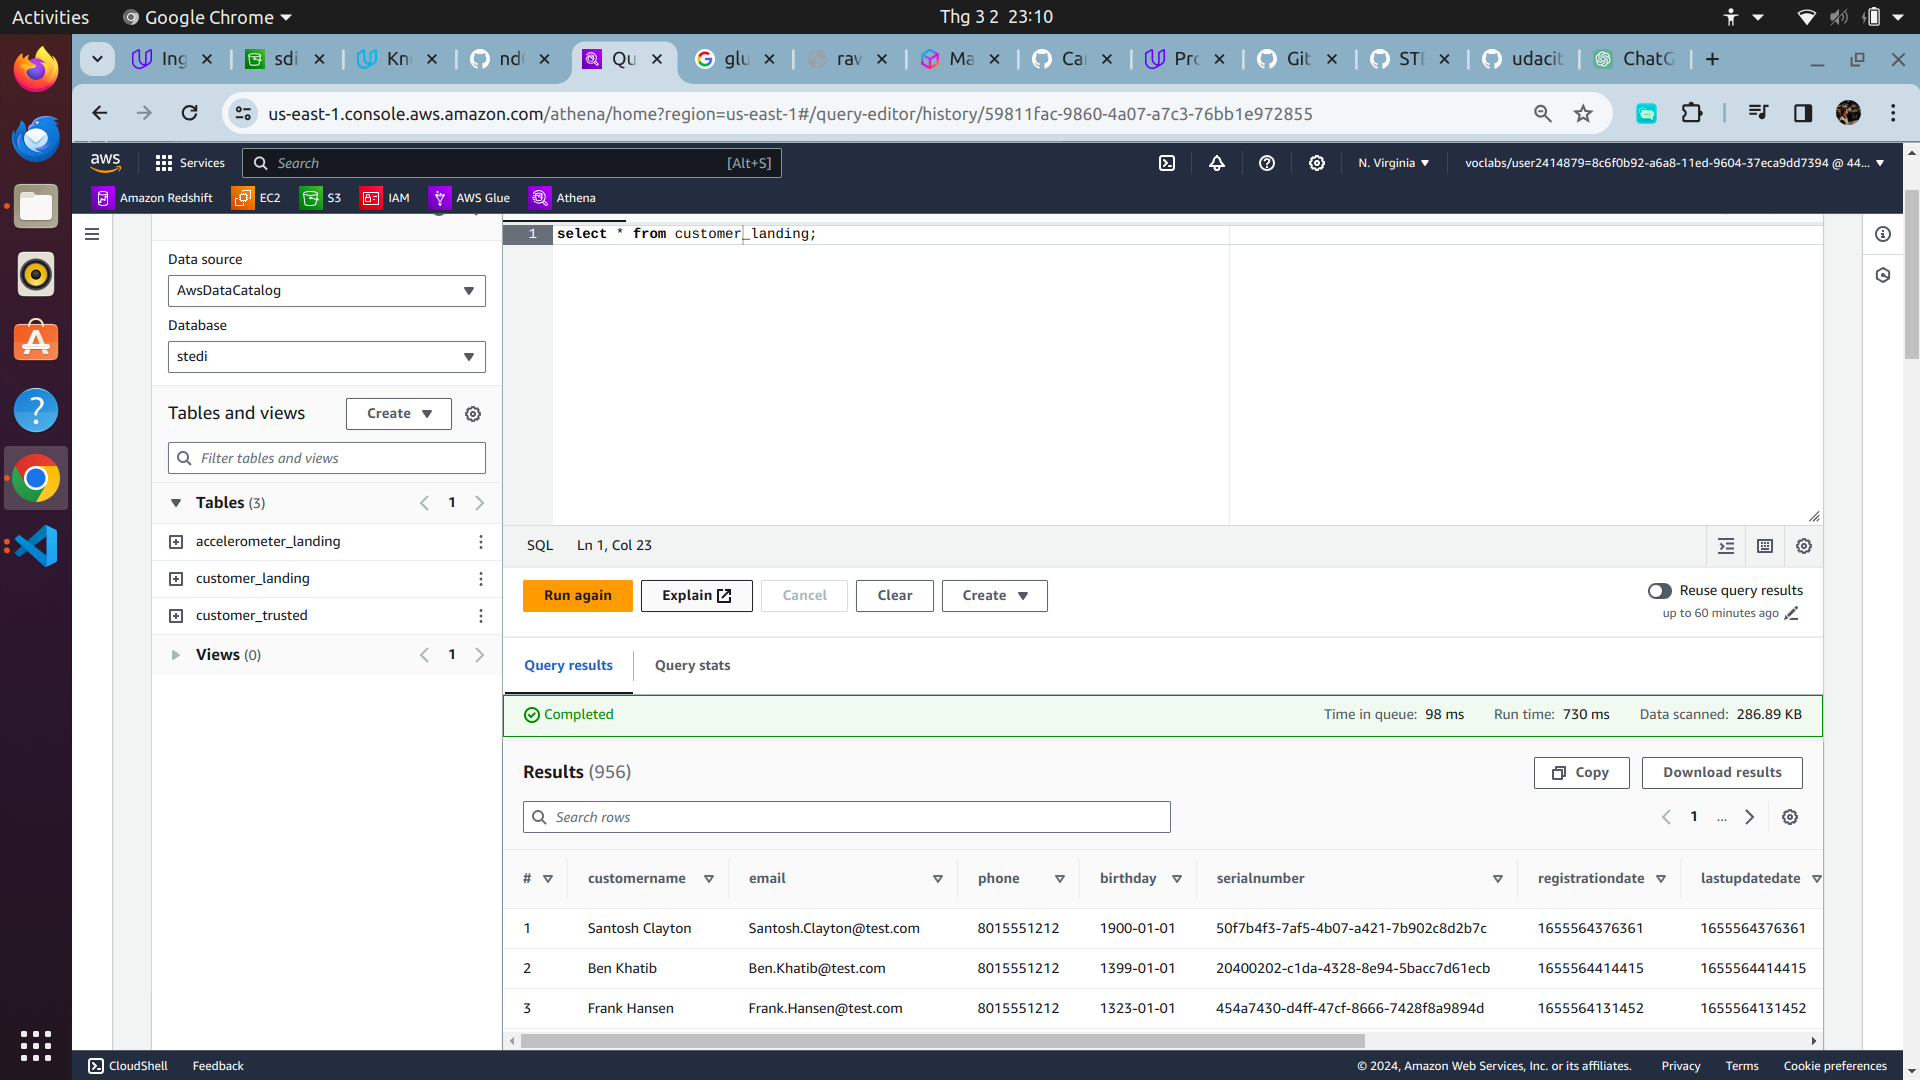 Activities
Google Chrome
Thg 3 2 23:10
Ing
sdi
Kn
nd
Qu
glu
rav
Ma
Ca
Pro
Git
STE
udacit
ChatG
us-east-1.console.aws.amazon.com/athena/home?region=us-east-1#/query-editor/history/59811fac-9860-4a07-a7c3-76bb1e972855
aws
Services
Search
[Alt+S]
N. Virginia
voclabs/user2414879=8c6f0b92-a6a8-11ed-9604-37eca9dd7394 @ 44...
Amazon Redshift
EC2
S3
IAM
AWS Glue
Athena
Data source
AwsDataCatalog
Database
stedi
Tables and views
Create
Filter tables and views
Tables (3)
1
accelerometer_landing
customer_landing
customer_trusted
Views (0)
1
1 select * from customer_landing;
SQL
Ln 1, Col 23
Run again
Explain
Cancel
Clear
Create
Reuse query results
up to 60 minutes ago
Query results
Query stats
Completed
Time in queue: 98 ms
Run time: 730 ms
Data scanned: 286.89 KB
Results (956)
Copy
Download results
Search rows
1 ...
# customername email phone birthday serialnumber registrationdate lastupdatedate
1 Santosh Clayton Santosh.Clayton@test.com 8015551212 1900-01-01 50f7b4f3-7af5-4b07-a421-7b902c8d2b7c 1655564376361 1655564376361
2 Ben Khatib Ben.Khatib@test.com 8015551212 1399-01-01 20400202-c1da-4328-8e94-5bacc7d61ecb 1655564414415 1655564414415
3 Frank Hansen Frank.Hansen@test.com 8015551212 1323-01-01 454a7430-d4ff-47cf-8666-7428f8a9894d 1655564131452 1655564131452
CloudShell
Feedback
© 2024, Amazon Web Services, Inc. or its affiliates.
Privacy
Terms
Cookie preferences